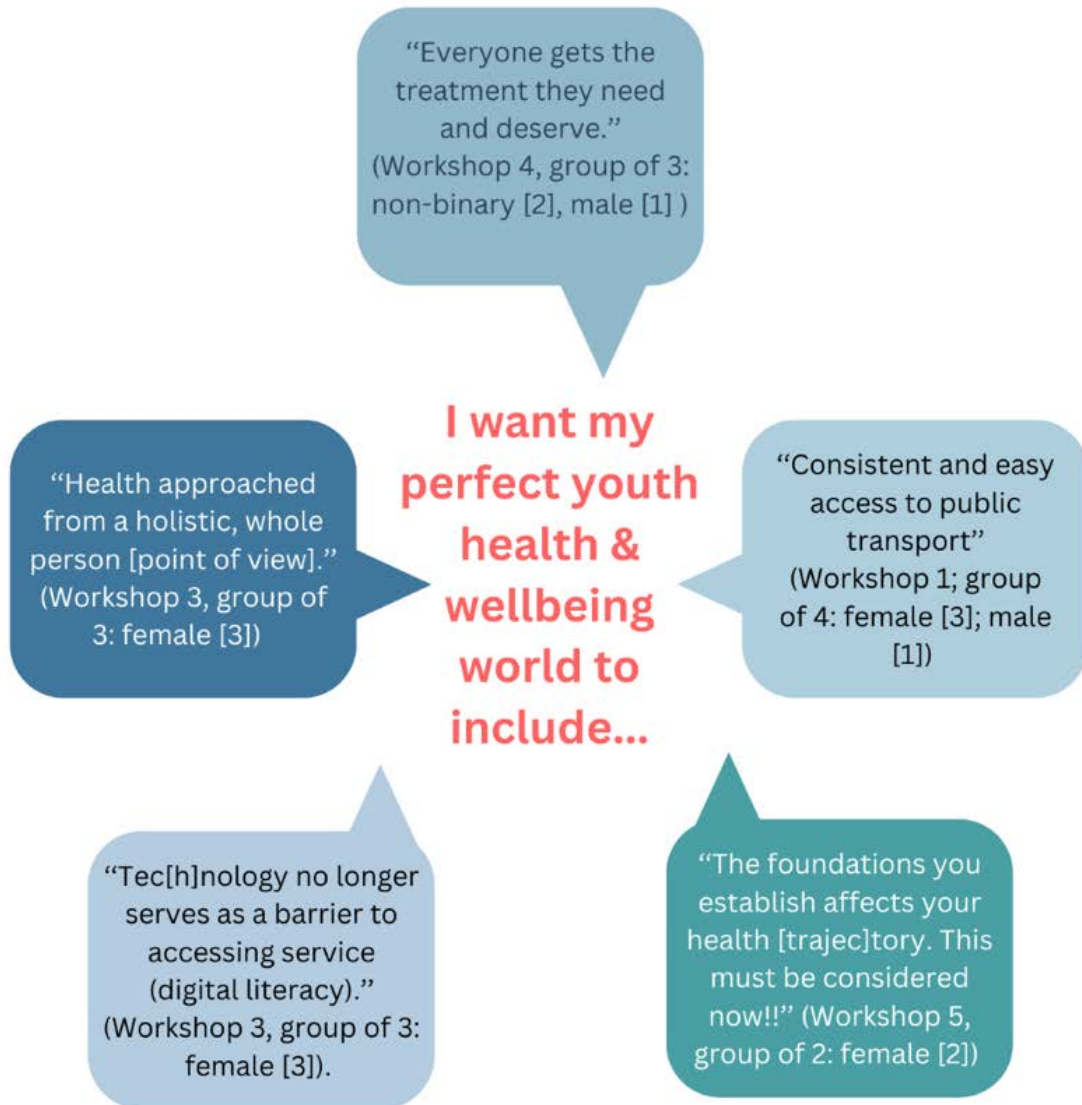 “Everyone gets the
treatment they need
and deserve.”
(Workshop 4, group of 3:
non-binary [2], male [1] )
“Health approached
from a holistic, whole
person [point of view].”
(Workshop 3, group of
3: female [3])
I want my
perfect youth
health &
wellbeing
world to
include...
“Consistent and easy
access to public
transport”
(Workshop 1; group
of 4: female [3]; male
[1])
“Tec[h]nology no longer
serves as a barrier to
accessing service
(digital literacy).”
(Workshop 3, group of 3:
female [3]).
“The foundations you
establish affects your
health [trajec]tory. This
must be considered
now!!” (Workshop 5,
group of 2: female [2])